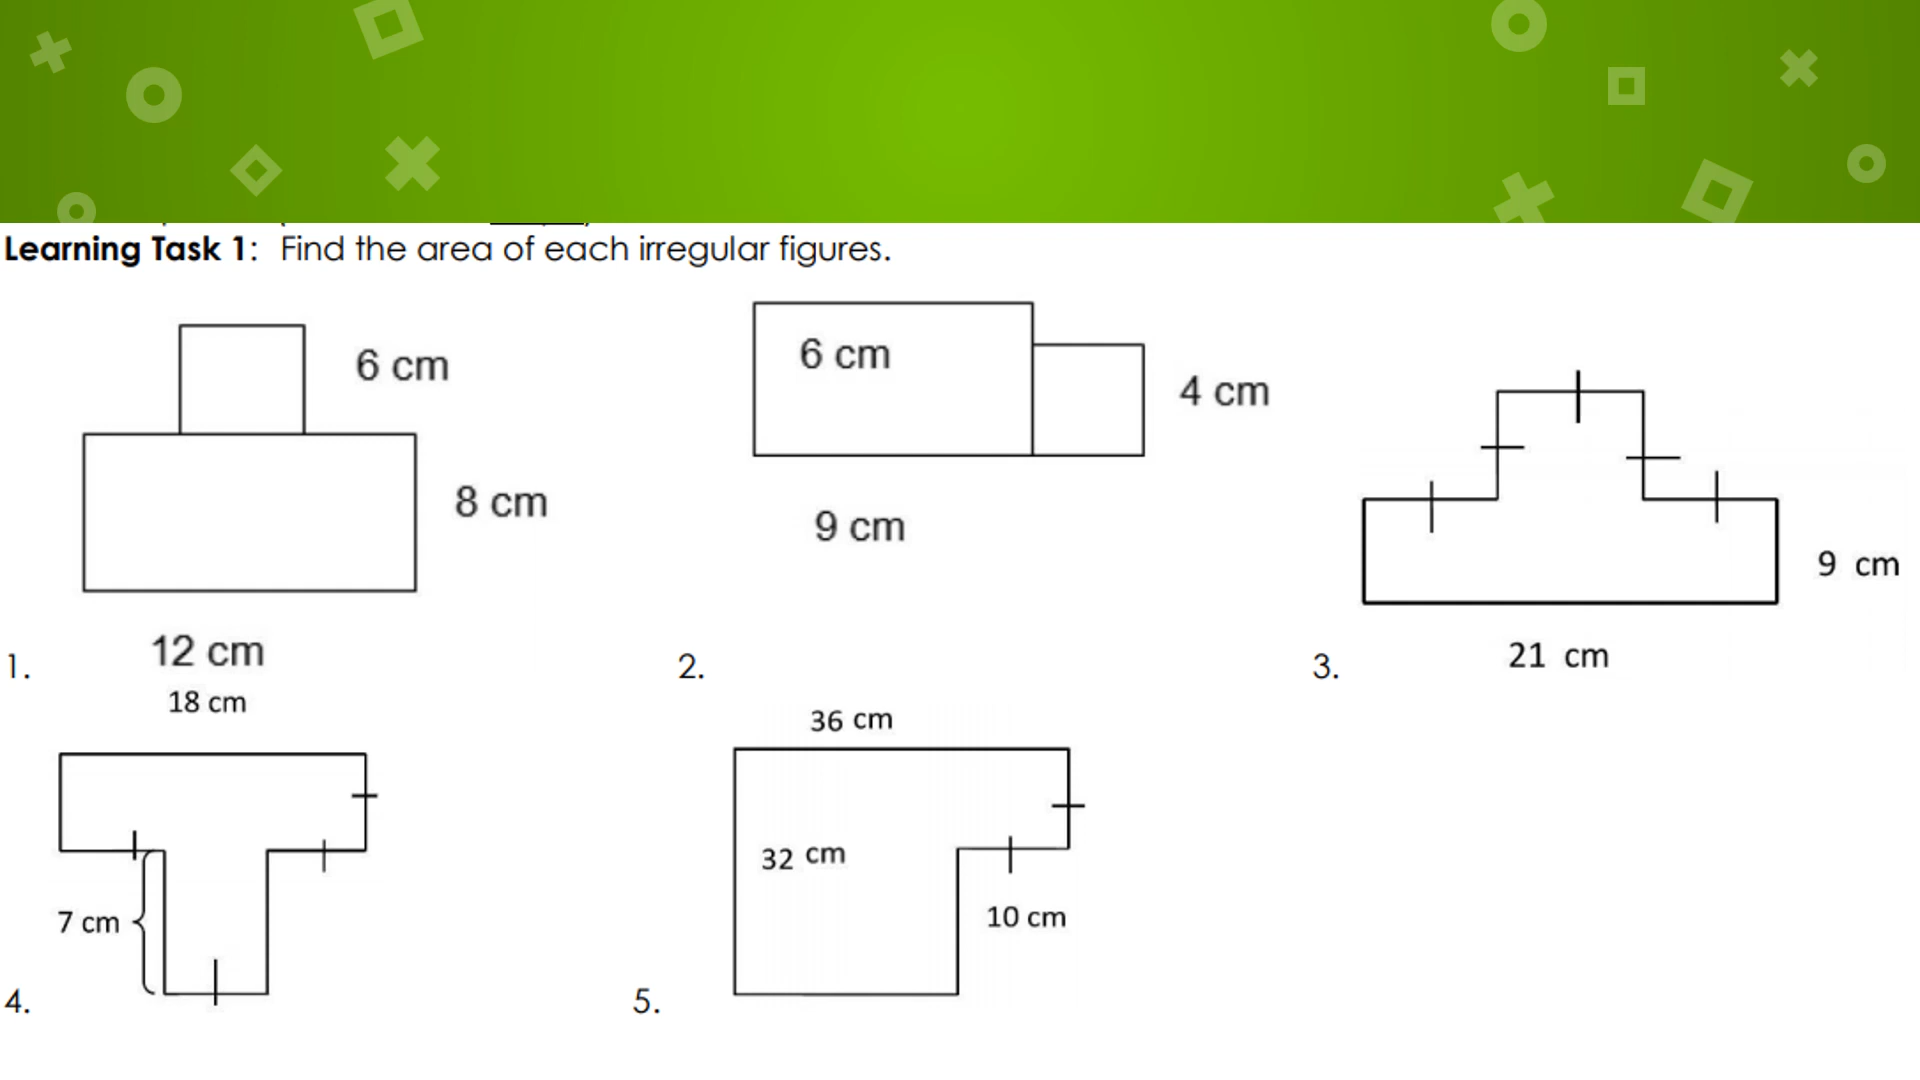 Learning Task 1: Find the area of each irregular figures.
6 cm
8 cm
12 cm
1.
6 cm
4 cm
9 cm
2.
9 cm
21 cm
3.
18 cm
7 cm
4.
36 cm
32 cm
10 cm
5.